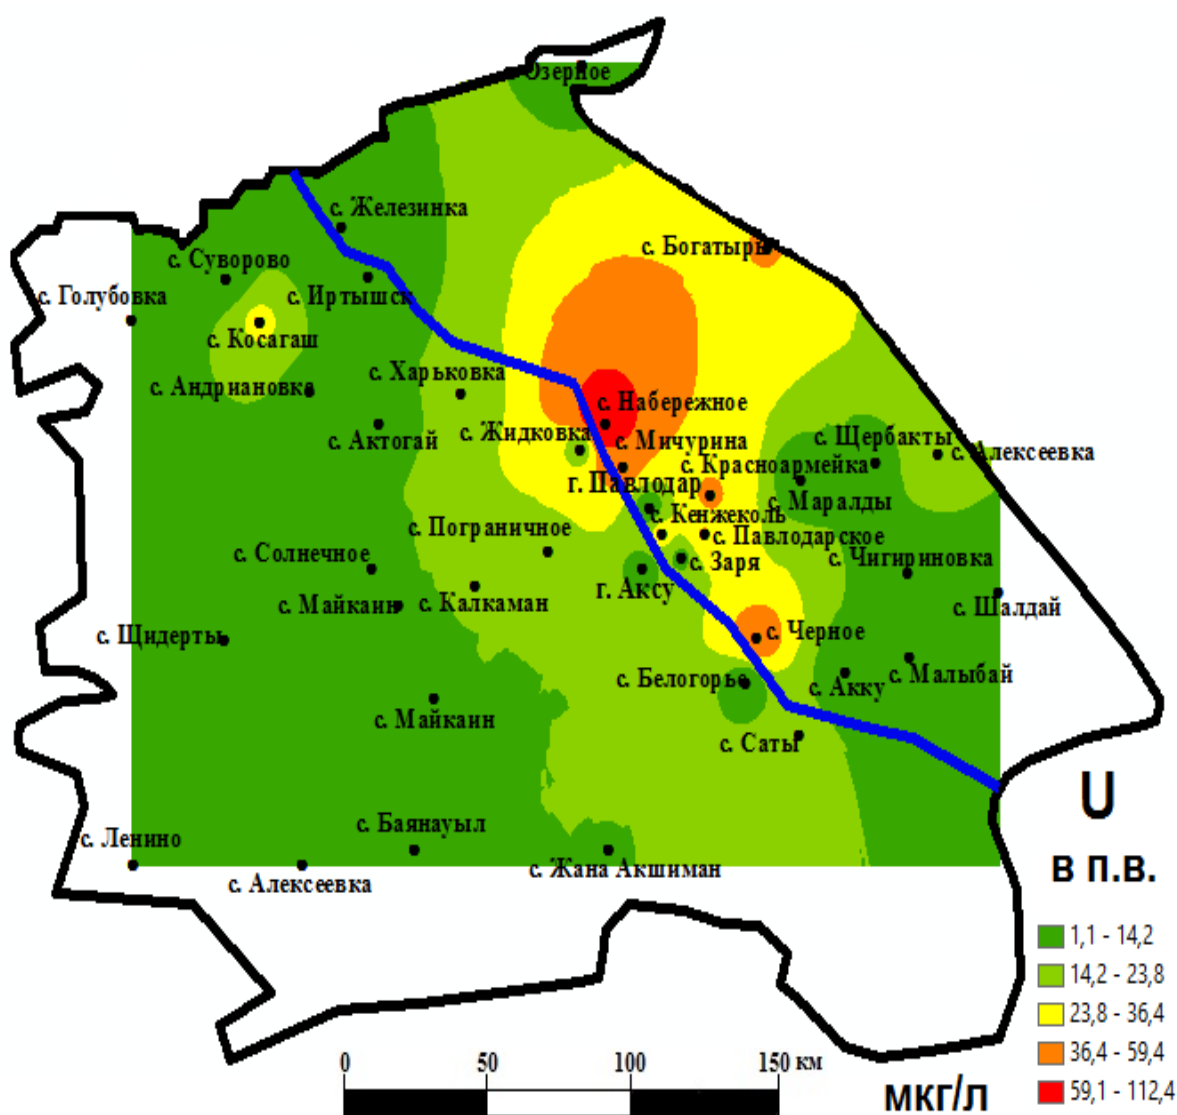 с. Озерное
с. Железинка
с. Богатырь
с. Суворово
с. Голубовка
с. Иртышск
с. Косагаш
с. Харьковка
с. Андриановка
с. Набережное
с. Актогай
с. Жидковка
с. Мичурина
с. Щербакты
с. Алексеевка
с. Красноармейка
г. Павлодар
с. Маралды
с. Кенжеколь
с. Пограничное
с. Павлодарское
с. Солнечное
с. Заря
с. Чигириновка
г. Аксу
с. Майкаин
с. Калкаман
с. Шалдай
с. Щидерты
с. Черное
с. Белогорье
с. Акку
с. Малыбай
с. Майкаин
с. Саты
U
с. Баянауыл
с. Ленино
с. Жана Акшиман
в п.в.
с. Алексеевка
1,1 - 14,2
14,2 - 23,8
23,8 - 36,4
36,4 - 59,4
59,1 - 112,4
0 50 100 150 км
мкг/л